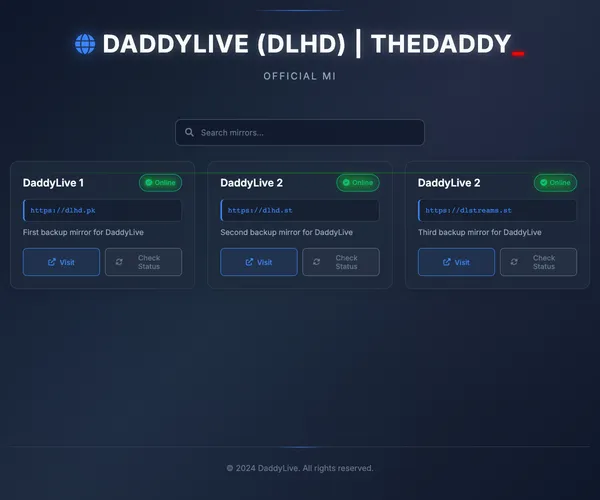 DADDYLIVE (DLHD) | THEDADDY_
OFFICIAL MI
Search mirrors...
DaddyLive 1
Online
https://dlhd.pk
First backup mirror for DaddyLive
Visit
Check
Status
DaddyLive 2
Online
https://dlhd.st
Second backup mirror for DaddyLive
Visit
Check
Status
DaddyLive 2
Online
https://dlstreams.st
Third backup mirror for DaddyLive
Visit
Check
Status
© 2024 DaddyLive. All rights reserved.